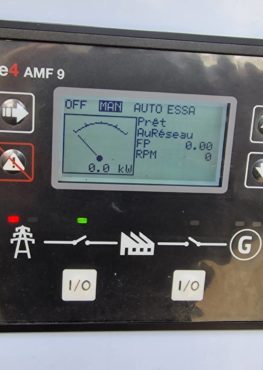 e4 AMF 9
OFF MAN AUTO ESSA
Prêt
AuRéseau
FP 0.00
RPM 0
0.0 kW
G
I/O I/O